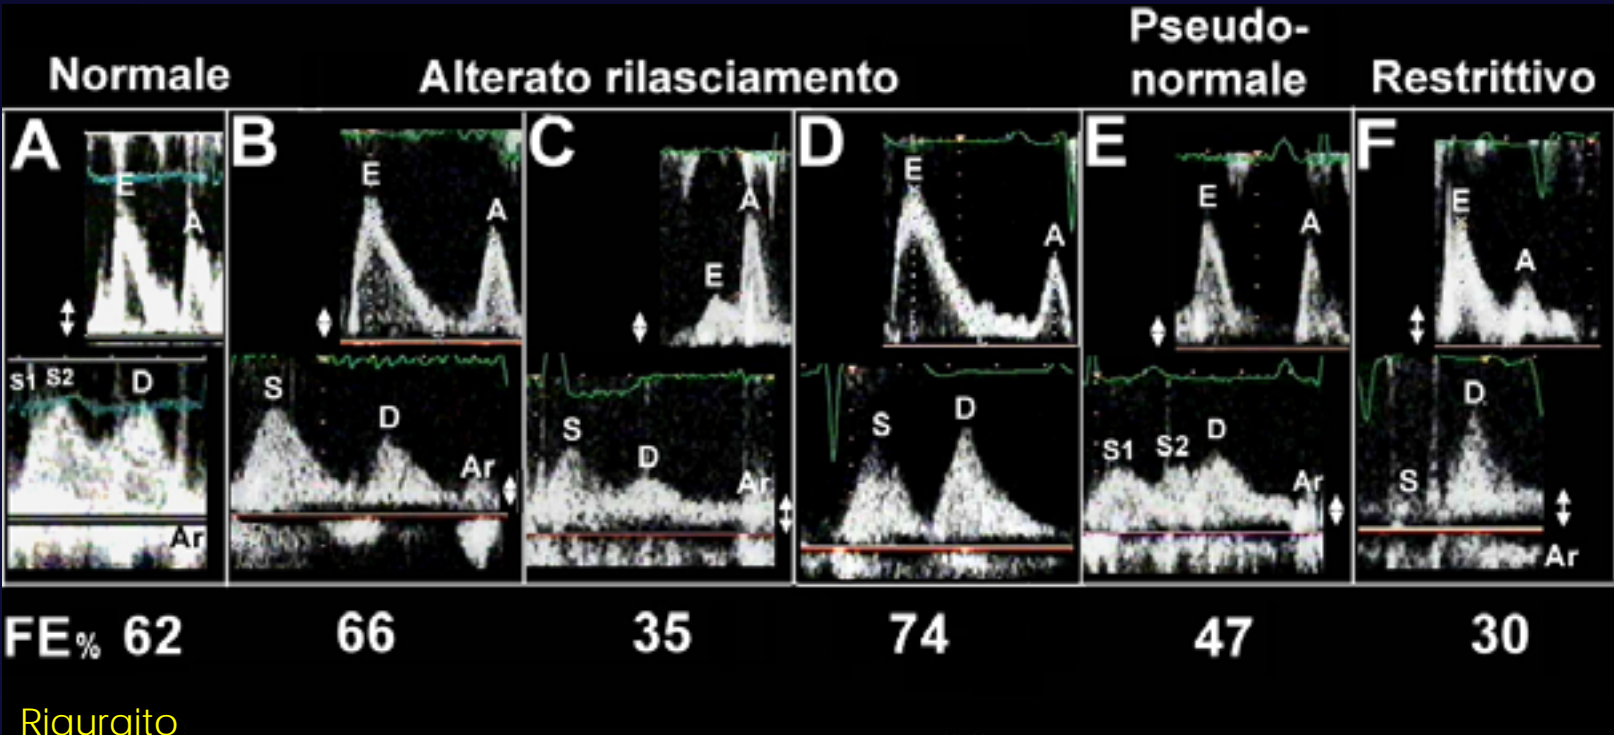 Normale
Alterato rilasciamento
Pseudo-
normale
Restrittivo
A
E
A
S1 S2 D
Ar
B
E
A
S
D
Ar
C
A
E
S
D
Ar
D
E
A
S
D
E
E
A
S1 S2 D
Ar
F
E
A
D
S
Ar
FE% 62 66 35 74 47 30
Rigurgito